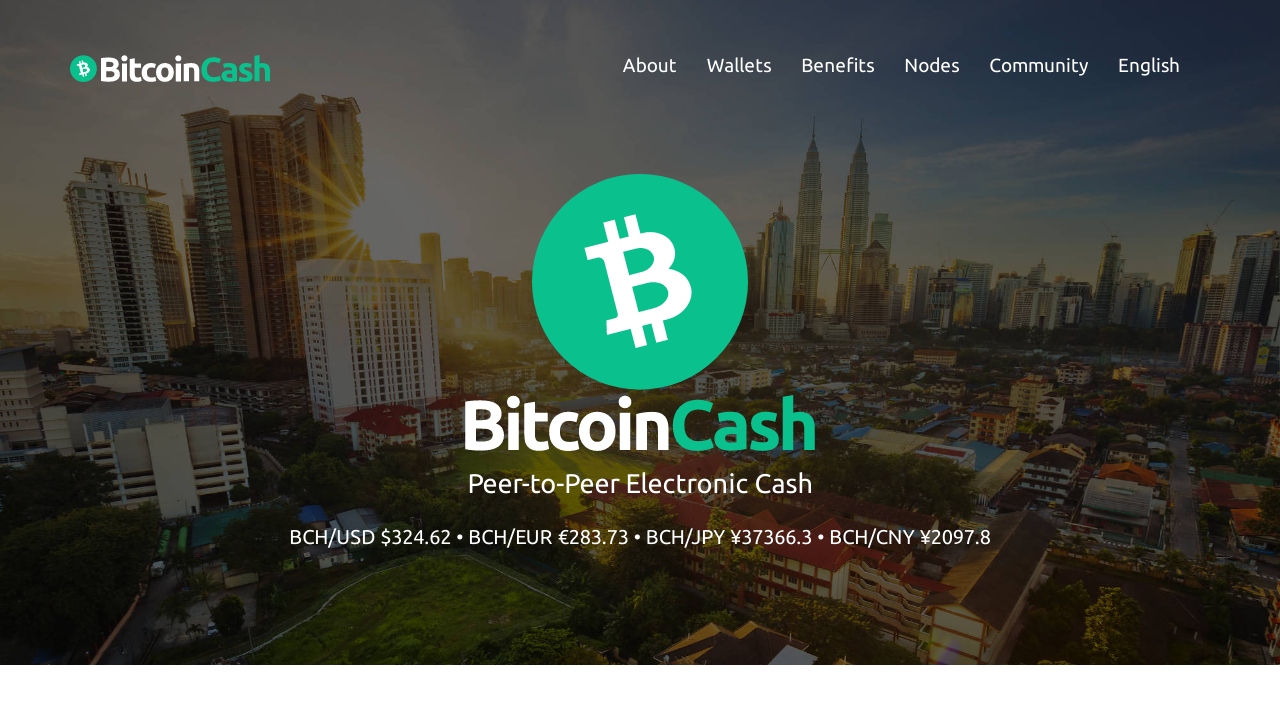 BitcoinCash
About Wallets Benefits Nodes Community English
BitcoinCash
Peer-to-Peer Electronic Cash
BCH/USD $324.62 • BCH/EUR €283.73 • BCH/JPY ¥37366.3 • BCH/CNY ¥2097.8